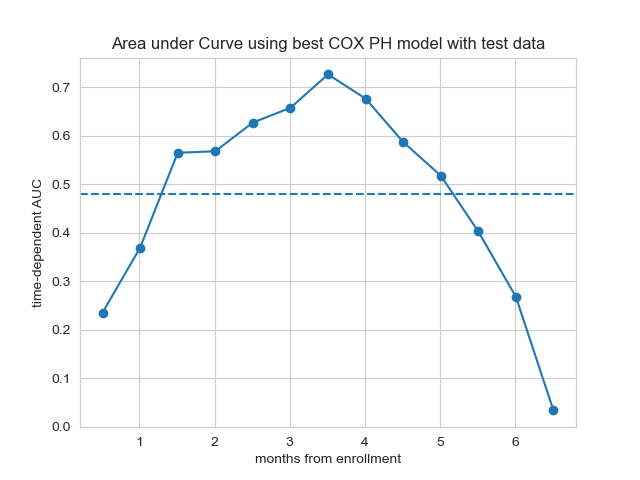 Area under Curve using best COX PH model with test data
time-dependent AUC
0.7
0.6
0.5
0.4
0.3
0.2
0.1
0.0
1 2 3 4 5 6
months from enrollment